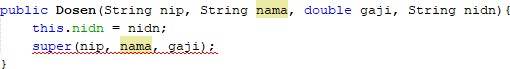 public Dosen(String nip, String nama, double gaji, String nidn){
this.nidn = nidn;
super(nip, nama, gaji);
}